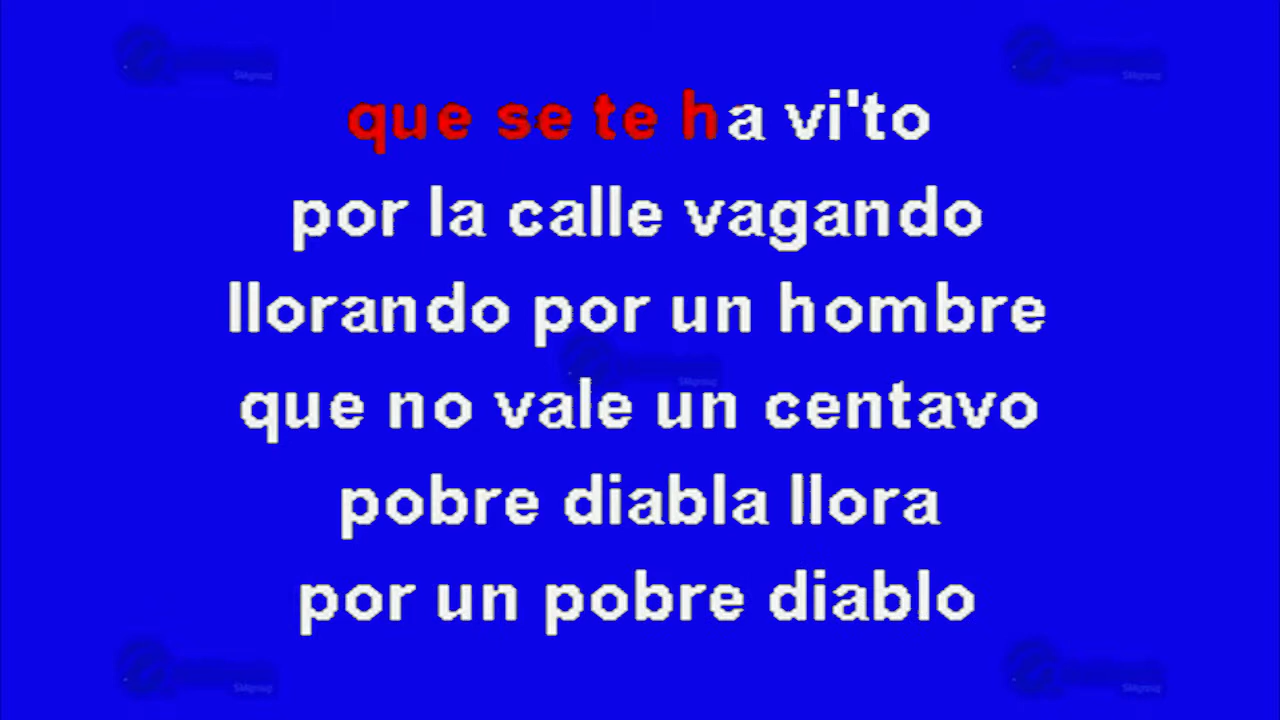 que se te ha vi'to
por la calle vagando
llorando por un hombre
que no vale un centavo
pobre diabla llora
por un pobre diablo